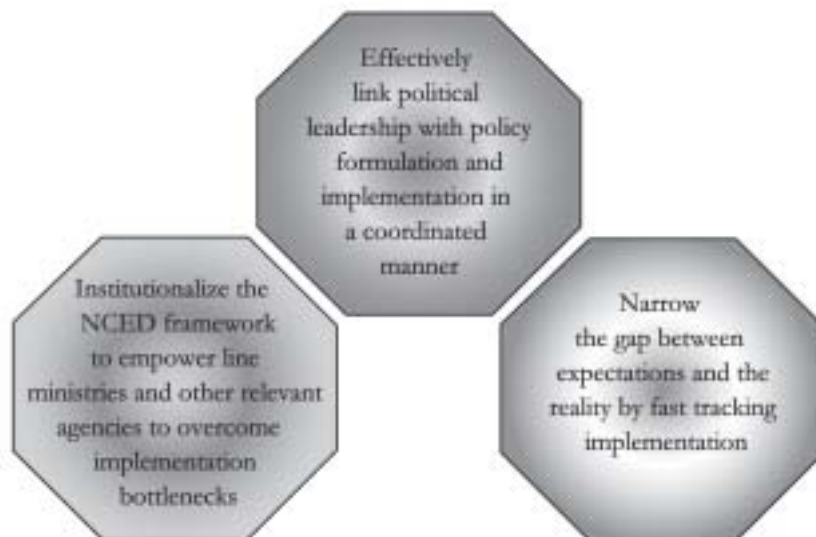 Effectively
link political
leadership with policy
formulation and
implementation in
a coordinated
manner
Institutionalize the
NCED framework
to empower line
ministries and other relevant
agencies to overcome
implementation
bottlenecks
Narrow
the gap between
expectations and the
reality by fast tracking
implementation